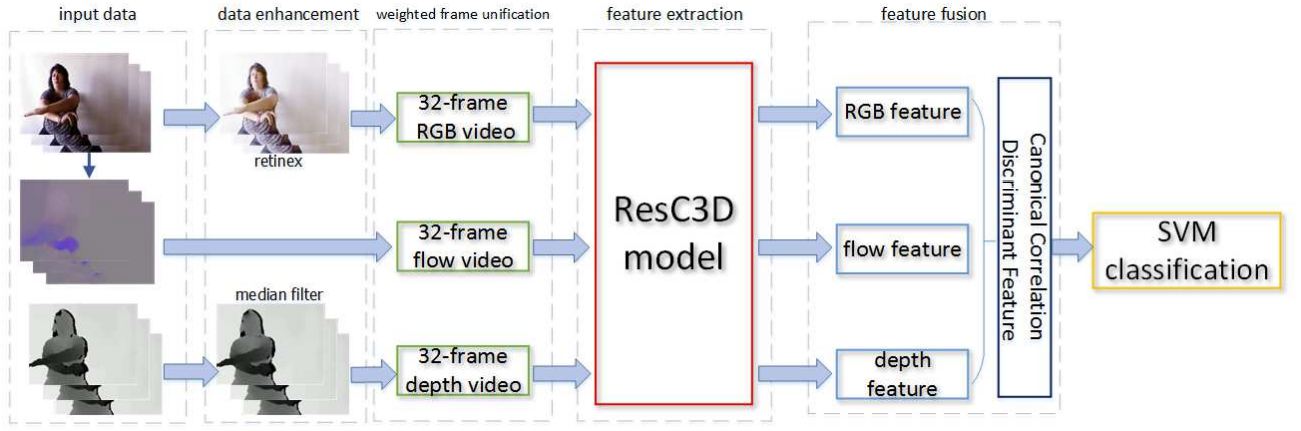 input data
data enhancement
weighted frame unification
feature extraction
feature fusion
retinex
median filter
32-frame
RGB video
32-frame
flow video
32-frame
depth video
ResC3D
model
RGB feature
flow feature
depth
feature
Canonical Correlation
Discriminant Feature
SVM
classification